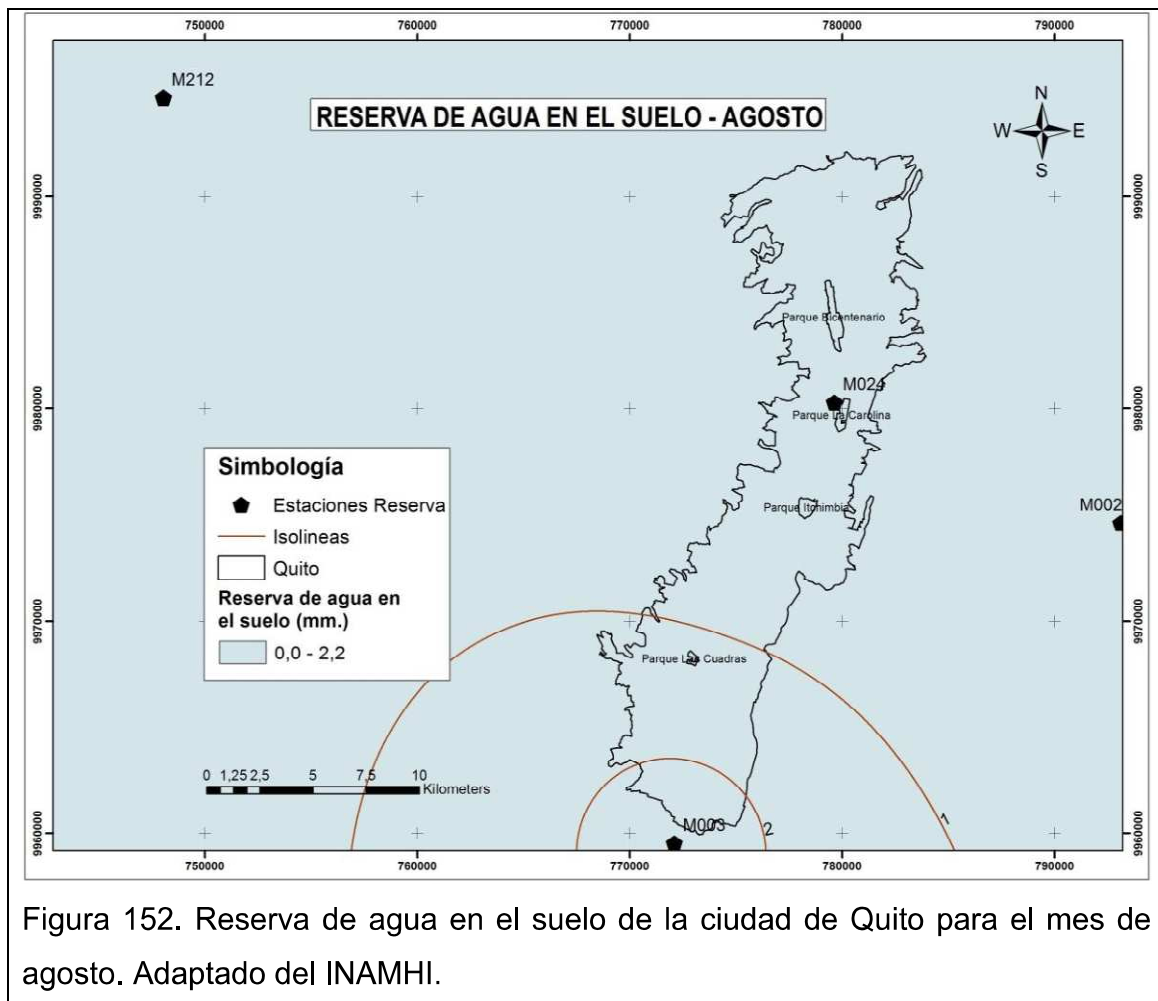 750000 760000 770000 780000 790000
M212
RESERVA DE AGUA EN EL SUELO - AGOSTO
N
W E
S
9990000 9990000
Parque Bicentenario
M024
9980000 9980000
Parque La Carolina
Simbología
Estaciones Reserva
Isolineas
Quito
Reserva de agua en
el suelo (mm.)
0,0 - 2,2
M002
Parque Itchimbia
9970000 9970000
Parque Las Cuadras
0 1,25 2,5 5 7,5 10
Kilometers
M003
2
1
9960000 9960000
750000 760000 770000 780000 790000
Figura 152. Reserva de agua en el suelo de la ciudad de Quito para el mes de
agosto. Adaptado del INAMHI.